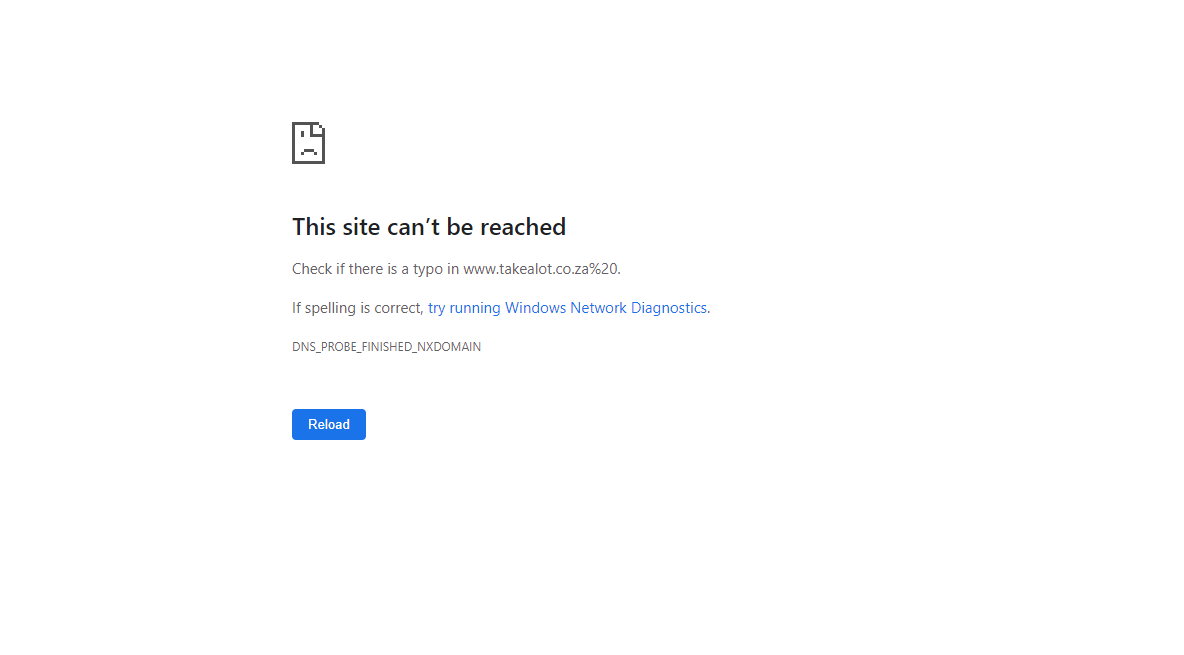 This site can’t be reached
Check if there is a typo in www.takealot.co.za%20.
If spelling is correct, try running Windows Network Diagnostics.
DNS_PROBE_FINISHED_NXDOMAIN
Reload